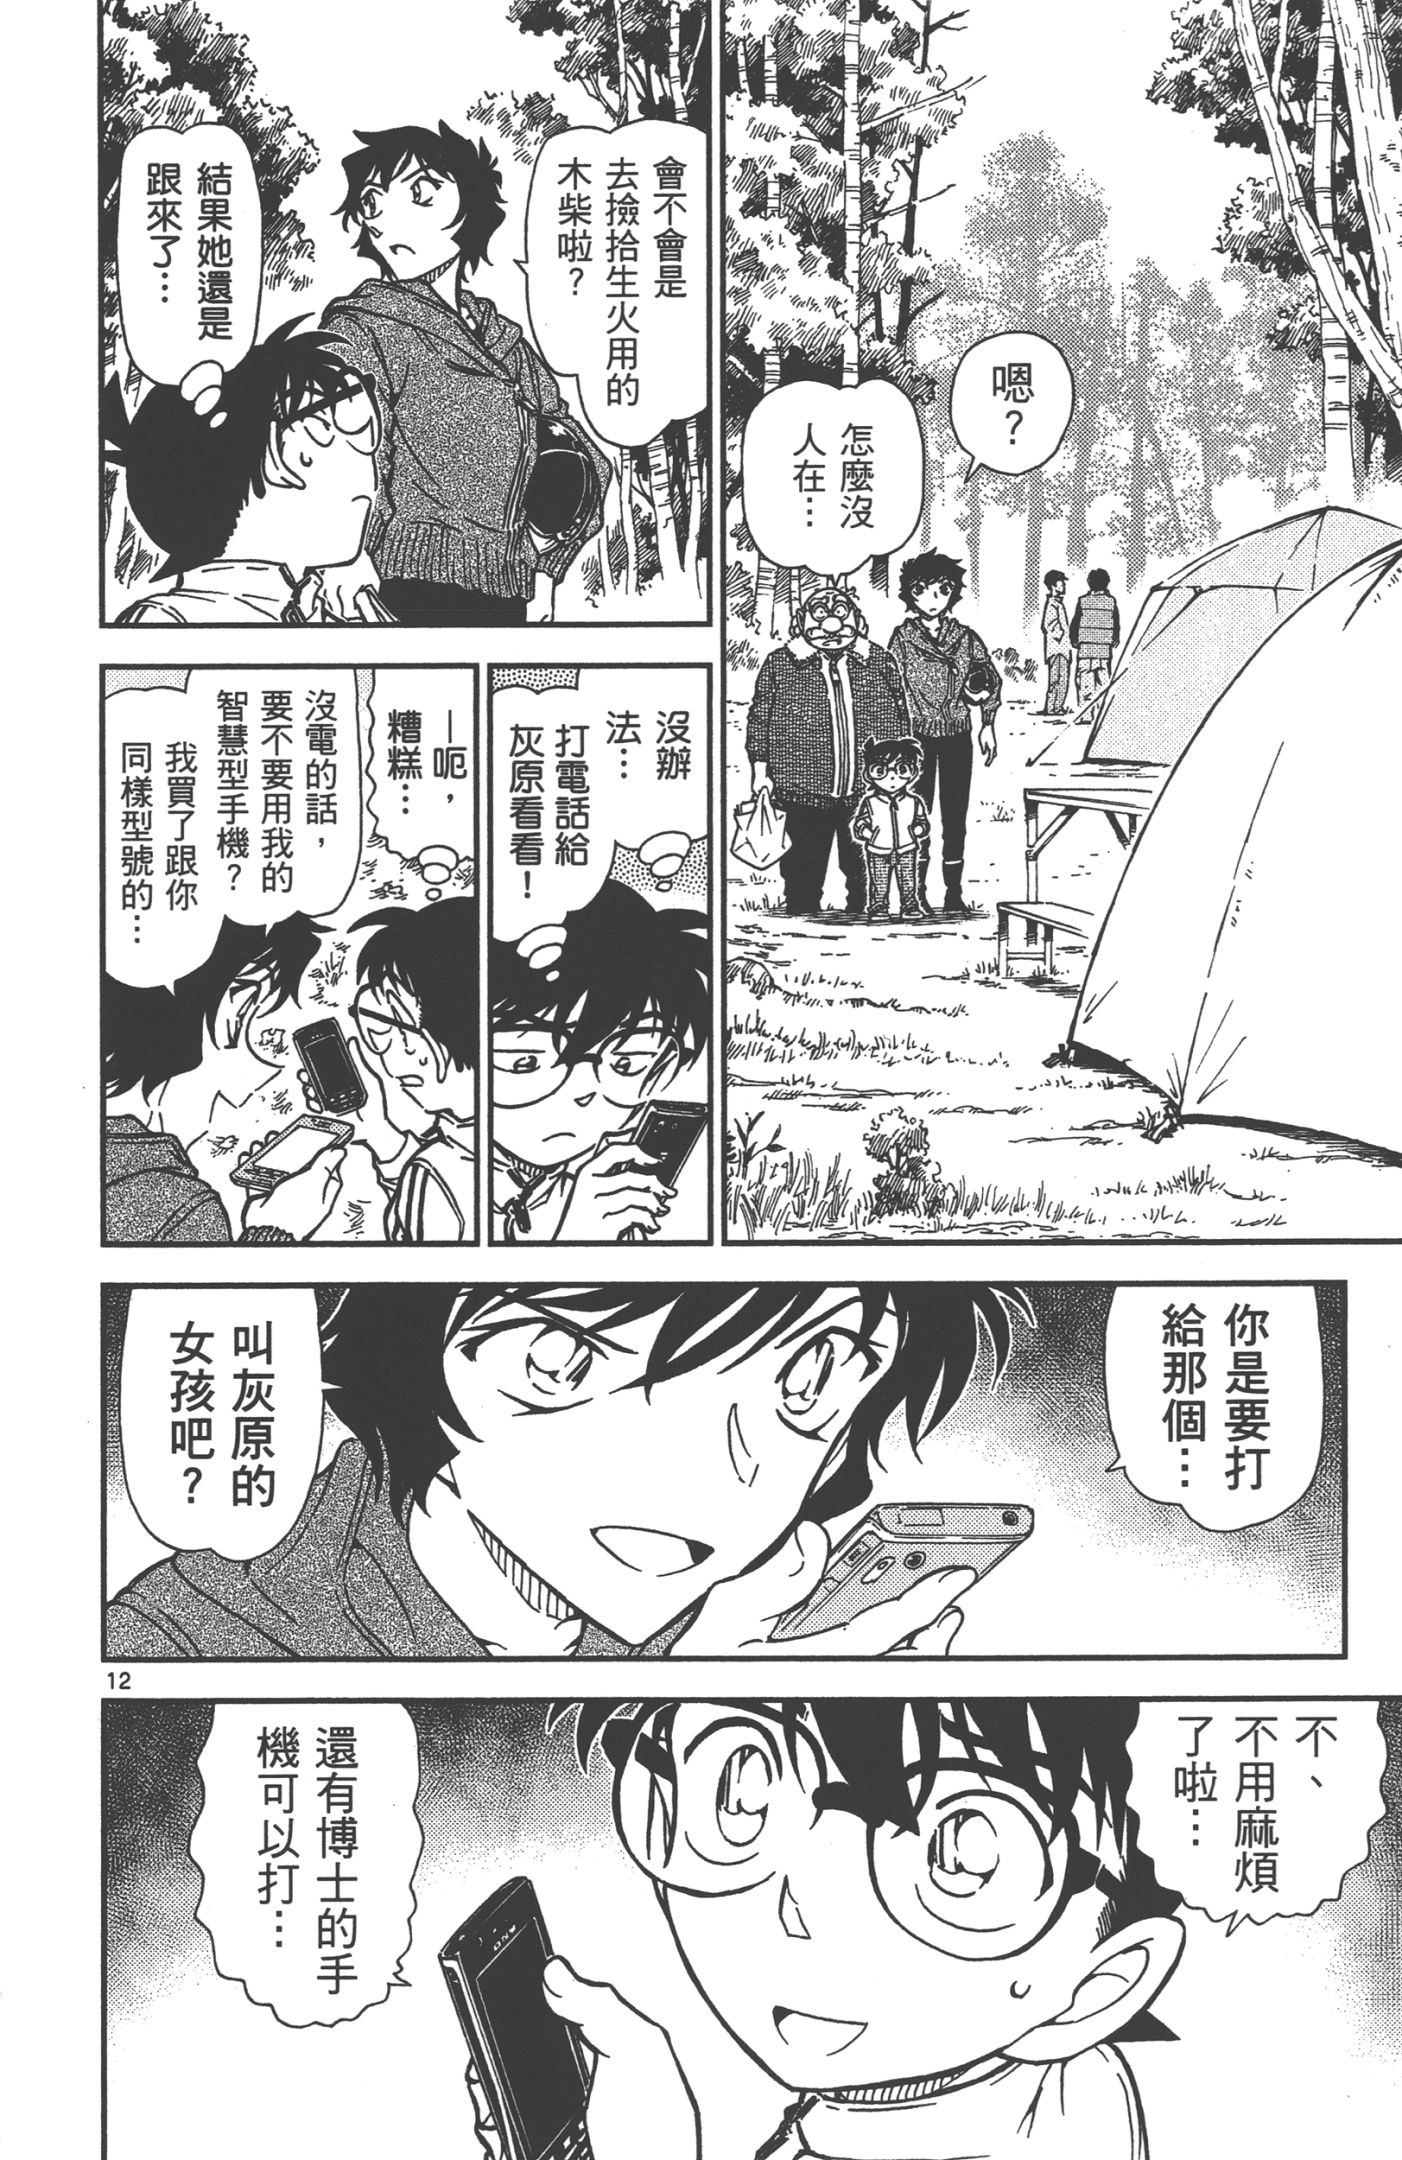 嗯？
怎麼沒
人在…
會不會是
去撿拾生火用的
木柴啦？
結果她還是
跟來了…
沒辦
法…
打電話給
灰原看看！
—呃，
糟糕…
沒電的話，
要不要用我的
智慧型手機？
我買了跟你
同樣型號的…
你是要打
給那個…
叫灰原的
女孩吧？
12
不、
不用麻煩
了啦…
還有博士的手
機可以打…
ANG